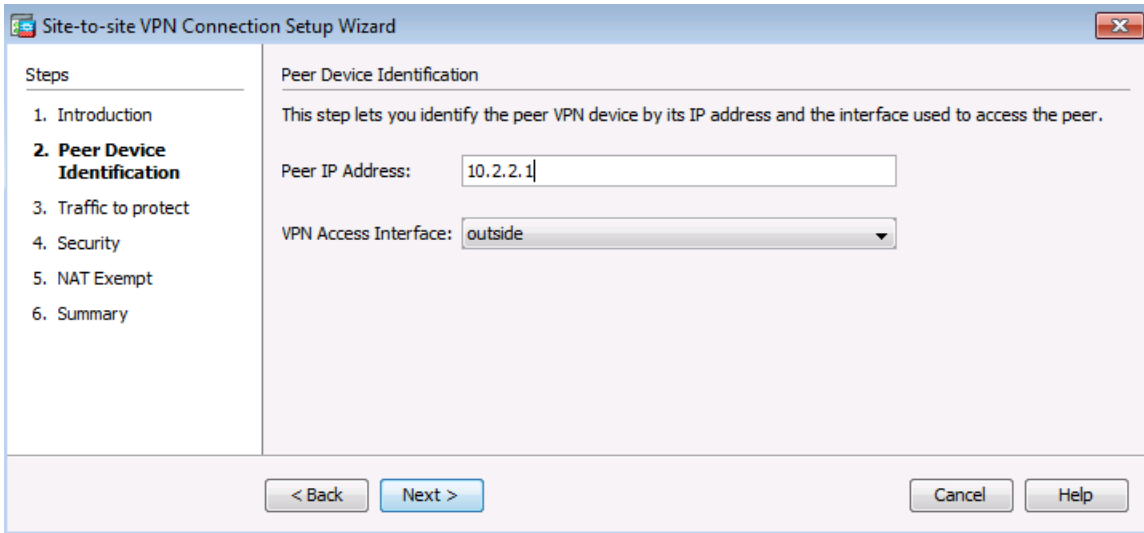 Site-to-site VPN Connection Setup Wizard
Steps
1. Introduction
2. Peer Device
Identification
3. Traffic to protect
4. Security
5. NAT Exempt
6. Summary
Peer Device Identification
This step lets you identify the peer VPN device by its IP address and the interface used to access the peer.
Peer IP Address: 10.2.2.1
VPN Access Interface: outside
< Back Next > Cancel Help